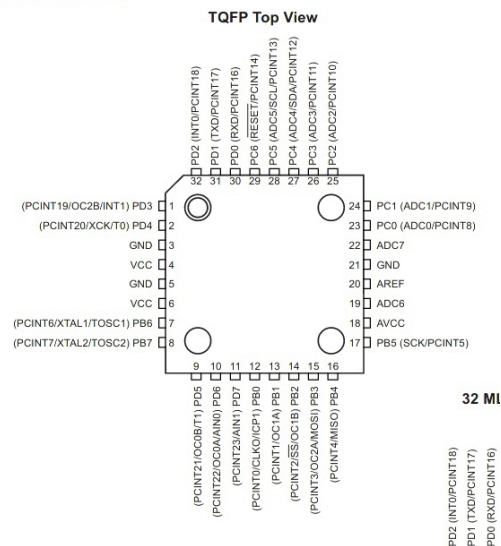 TQFP Top View
PD2 (INT0/PCINT18)
PD1 (TXD/PCINT17)
PD0 (RXD/PCINT16)
PC6 (RESET/PCINT14)
PC5 (ADC5/SCL/PCINT13)
PC4 (ADC4/SDA/PCINT12)
PC3 (ADC3/PCINT11)
PC2 (ADC2/PCINT10)
32 31 30 29 28 27 26 25
(PCINT19/OC2B/INT1) PD3 1
(PCINT20/XCK/T0) PD4 2
GND 3
VCC 4
GND 5
VCC 6
(PCINT6/XTAL1/TOSC1) PB6 7
(PCINT7/XTAL2/TOSC2) PB7 8
24 PC1 (ADC1/PCINT9)
23 PC0 (ADC0/PCINT8)
22 ADC7
21 GND
20 AREF
19 ADC6
18 AVCC
17 PB5 (SCK/PCINT5)
9 10 11 12 13 14 15 16
(PCINT21/OC0B/T1) PD5
(PCINT22/OC0A/AIN0) PD6
(PCINT23/AIN1) PD7
(PCINT0/CLKO/ICP1) PB0
(PCINT1/OC1A) PB1
(PCINT2/SS/OC1B) PB2
(PCINT3/OC2A/MOSI) PB3
(PCINT4/MISO) PB4
32 ML
PD2 (INT0/PCINT18)
PD1 (TXD/PCINT17)
PD0 (RXD/PCINT16)